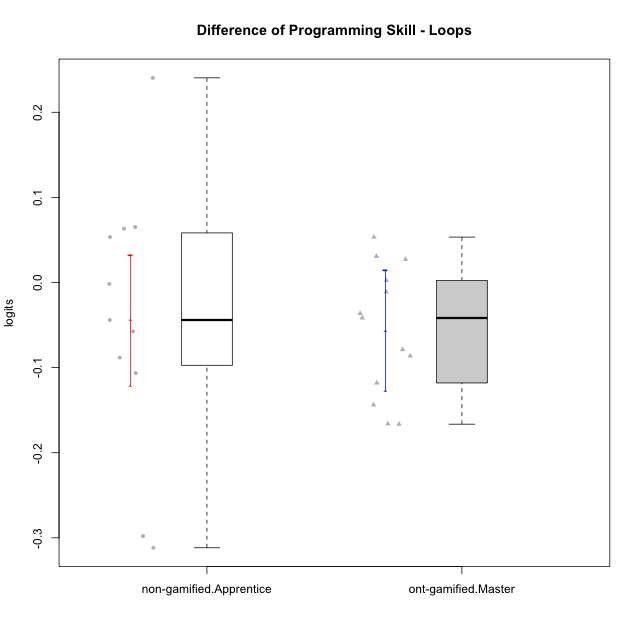 Difference of Programming Skill - Loops
logits
0.2
0.1
0.0
-0.1
-0.2
-0.3
non-gamified.Apprentice
ont-gamified.Master